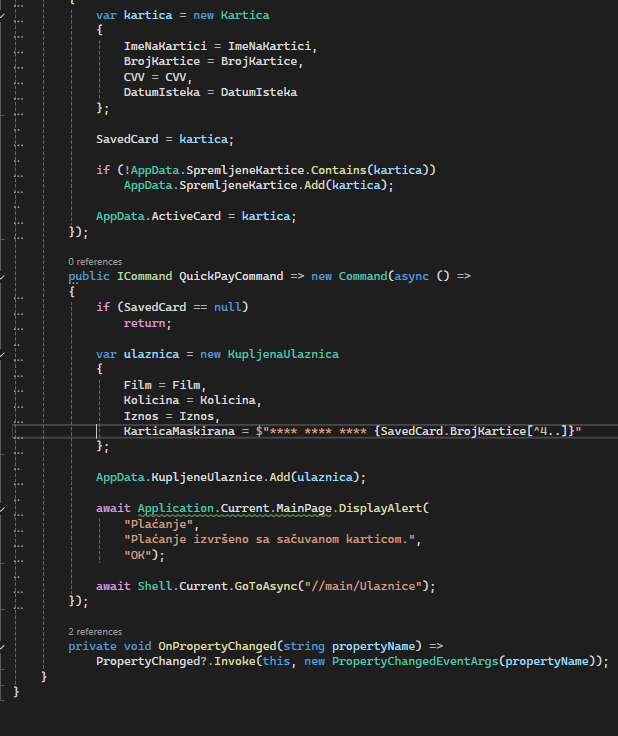 {
var kartica = new Kartica
{
ImeNaKartici = ImeNaKartici,
BrojKartice = BrojKartice,
CVV = CVV,
DatumIsteka = DatumIsteka
};
SavedCard = kartica;
if (!AppData.SpremljeneKartice.Contains(kartica))
AppData.SpremljeneKartice.Add(kartica);
AppData.ActiveCard = kartica;
});
0 references
public ICommand QuickPayCommand => new Command(async () =>
{
if (SavedCard == null)
return;
var ulaznica = new KupljenaUlaznica
{
Film = Film,
Kolicina = Kolicina,
Iznos = Iznos,
KarticaMaskirana = $"**** **** **** {SavedCard.BrojKartice[^4..]}"
};
AppData.KupljeneUlaznice.Add(ulaznica);
await Application.Current.MainPage.DisplayAlert(
"Plaćanje",
"Plaćanje izvršeno sa sačuvanom karticom.",
"OK");
await Shell.Current.GoToAsync("//main/Ulaznice");
});
2 references
private void OnPropertyChanged(string propertyName) =>
PropertyChanged?.Invoke(this, new PropertyChangedEventArgs(propertyName));
}
}